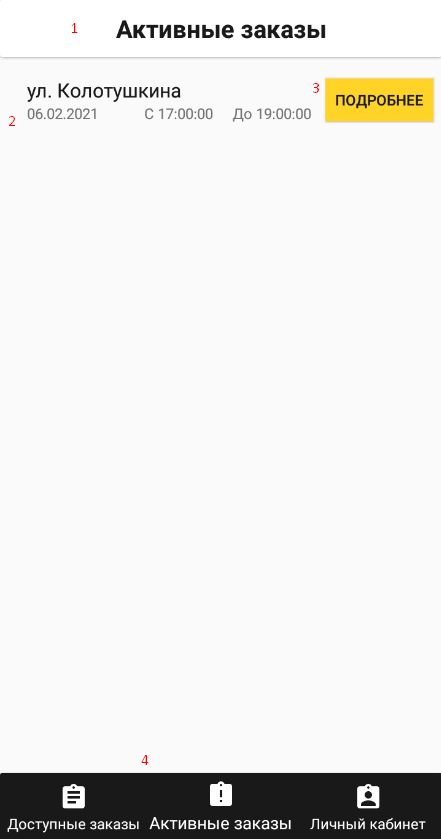 1 Активные заказы
ул. Колотушкина
3 ПОДРОБНЕЕ
2 06.02.2021 С 17:00:00 До 19:00:00
4
Доступные заказы Активные заказы Личный кабинет